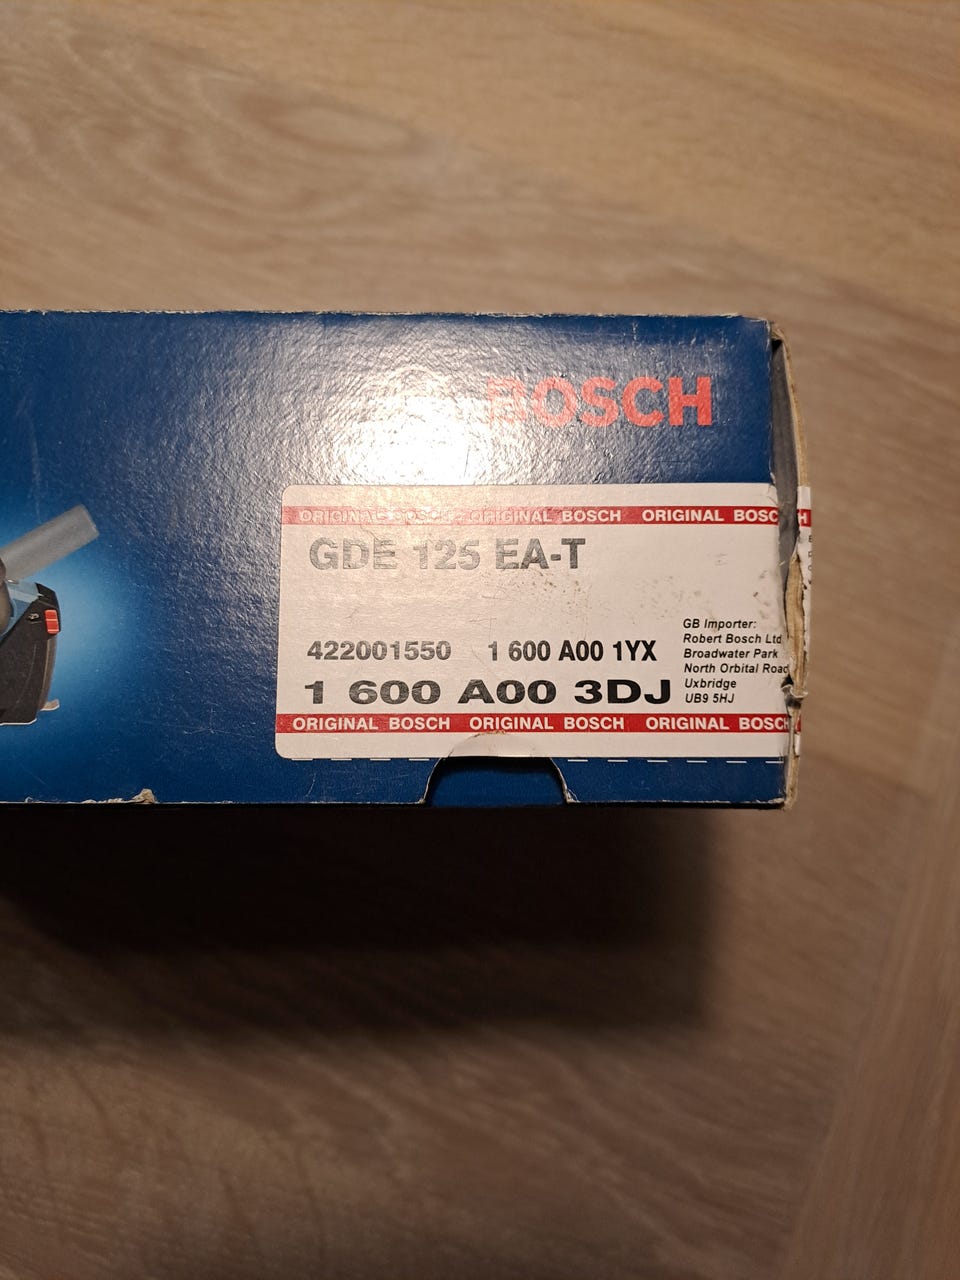 BOSCH
ORIGINAL BOSCH ORIGINAL BOSCH ORIGINAL BOSCH
GDE 125 EA-T
422001550 1 600 A00 1YX
1 600 A00 3DJ
GB Importer:
Robert Bosch Ltd
Broadwater Park
North Orbital Road
Uxbridge
UB9 5HJ
ORIGINAL BOSCH ORIGINAL BOSCH ORIGINAL BOSCH